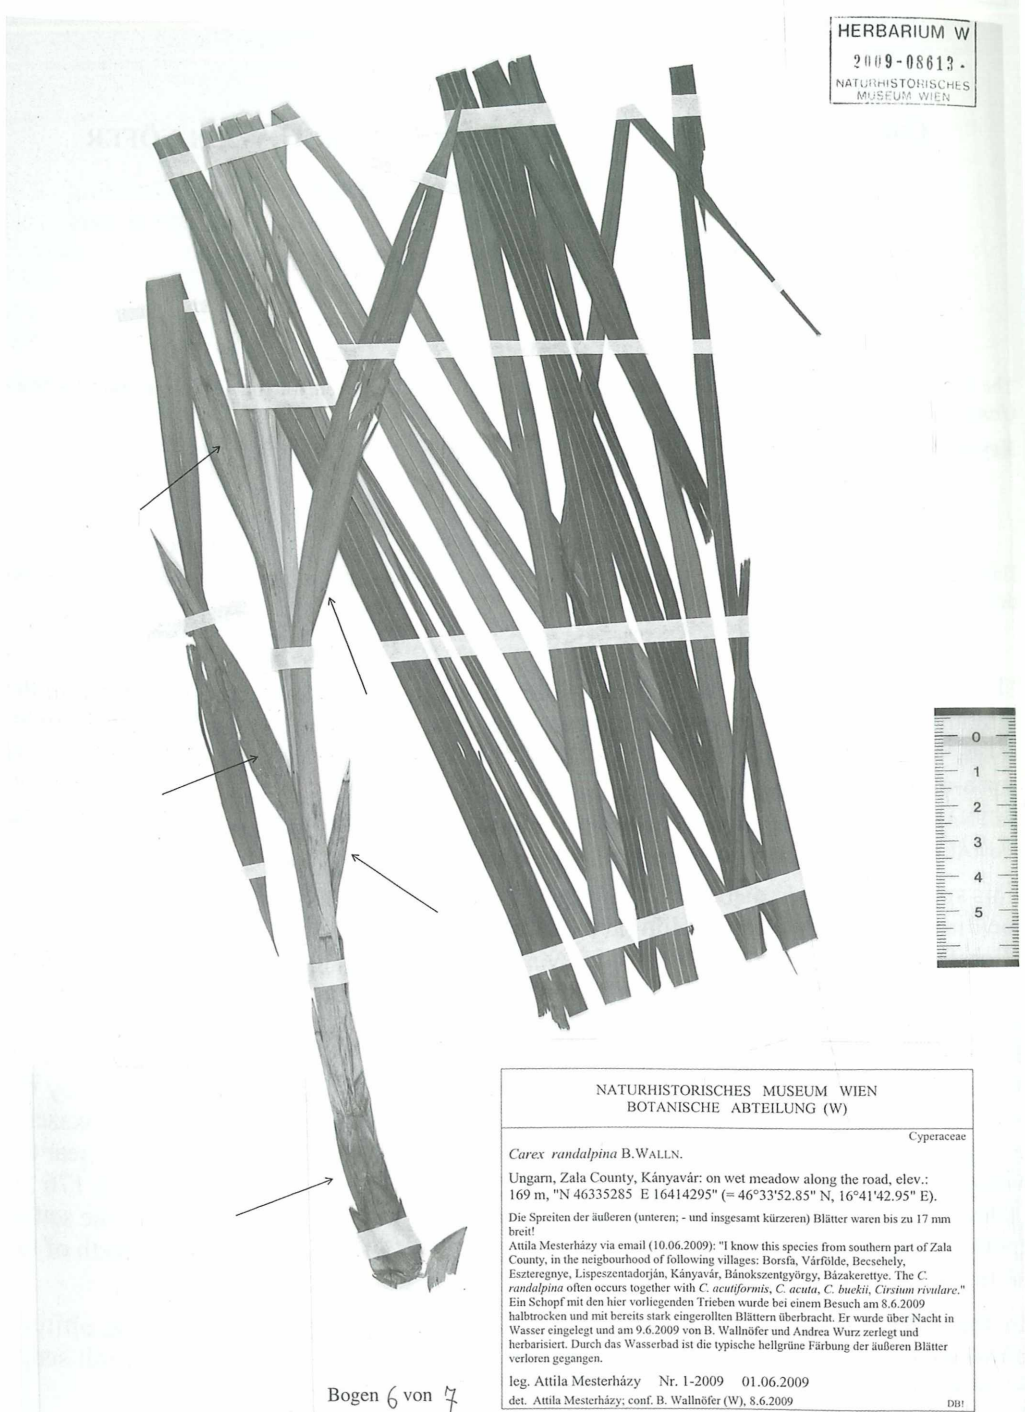 HERBARIUM W
2009-08613.
NATURHISTORISCHES
MUSEUM WIEN
0
1
2
3
4
5
NATURHISTORISCHES MUSEUM WIEN
BOTANISCHE ABTEILUNG (W)
Cyperaceae
Carex randalpina B.WALLN.
Ungarn, Zala County, Kányavár: on wet meadow along the road, elev.:
169 m, "N 46335285 E 16414295" (= 46°33'52.85" N, 16°41'42.95" E).
Die Spreiten der äußeren (unteren; - und insgesamt kürzeren) Blätter waren bis zu 17 mm
breit!
Attila Mesterházy via email (10.06.2009): "I know this species from southern part of Zala
County, in the neigbourhood of following villages: Borsfa, Várfölde, Becsehely,
Eszteregnye, Lispeszentadorján, Kányavár, Bánokszentgyörgy, Bázakerettye. The C.
randalpina often occurs together with C. acutiformis, C. acuta, C. buekii, Cirsium rivulare."
Ein Schopf mit den hier vorliegenden Trieben wurde bei einem Besuch am 8.6.2009
halbtrocken und mit bereits stark eingerollten Blättern überbracht. Er wurde über Nacht in
Wasser eingelegt und am 9.6.2009 von B. Wallnöfer und Andrea Wurz zerlegt und
herbarisiert. Durch das Wasserbad ist die typische hellgrüne Färbung der äußeren Blätter
verloren gegangen.
leg. Attila Mesterházy Nr. 1-2009 01.06.2009
det. Attila Mesterházy; conf. B. Wallnöfer (W), 8.6.2009 DB!
Bogen 6 von 7